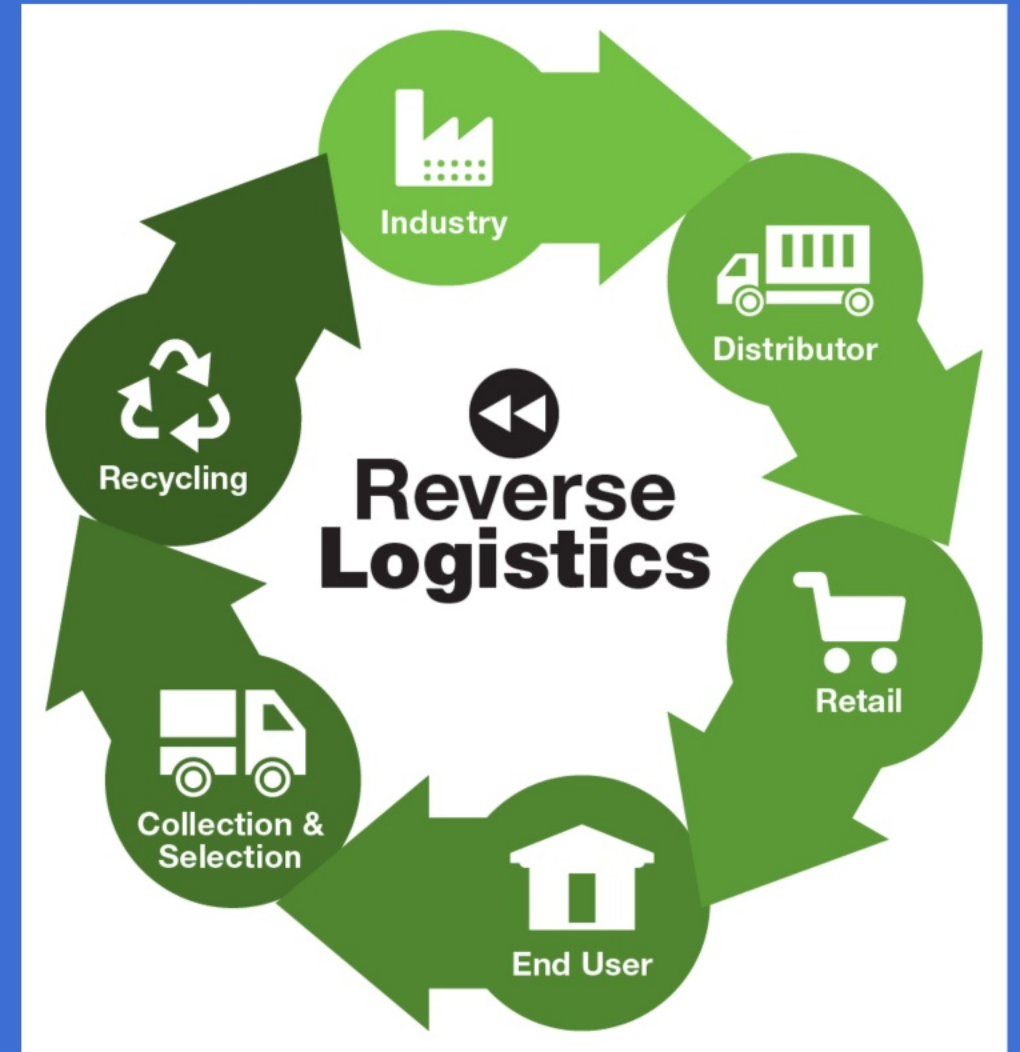 Industry
Distributor
Recycling
Reverse
Logistics
Retail
Collection &
Selection
End User